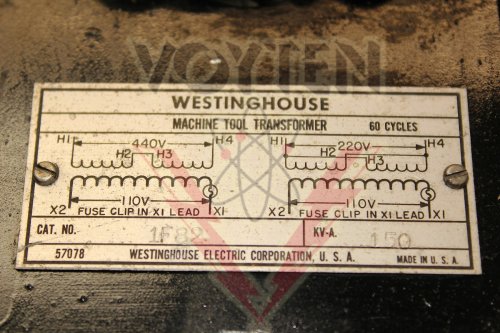 VOYTEN
WESTINGHOUSE
MACHINE TOOL TRANSFORMER 60 CYCLES
H1 440V H4 H1 220V H4
H2 H3 H2 H3
110V 110V
X2 FUSE CLIP IN X1 LEAD X1 X2 FUSE CLIP IN X1 LEAD X1
CAT. NO. 1F82 KV-A. .150
57078 WESTINGHOUSE ELECTRIC CORPORATION, U. S. A. MADE IN U. S. A.